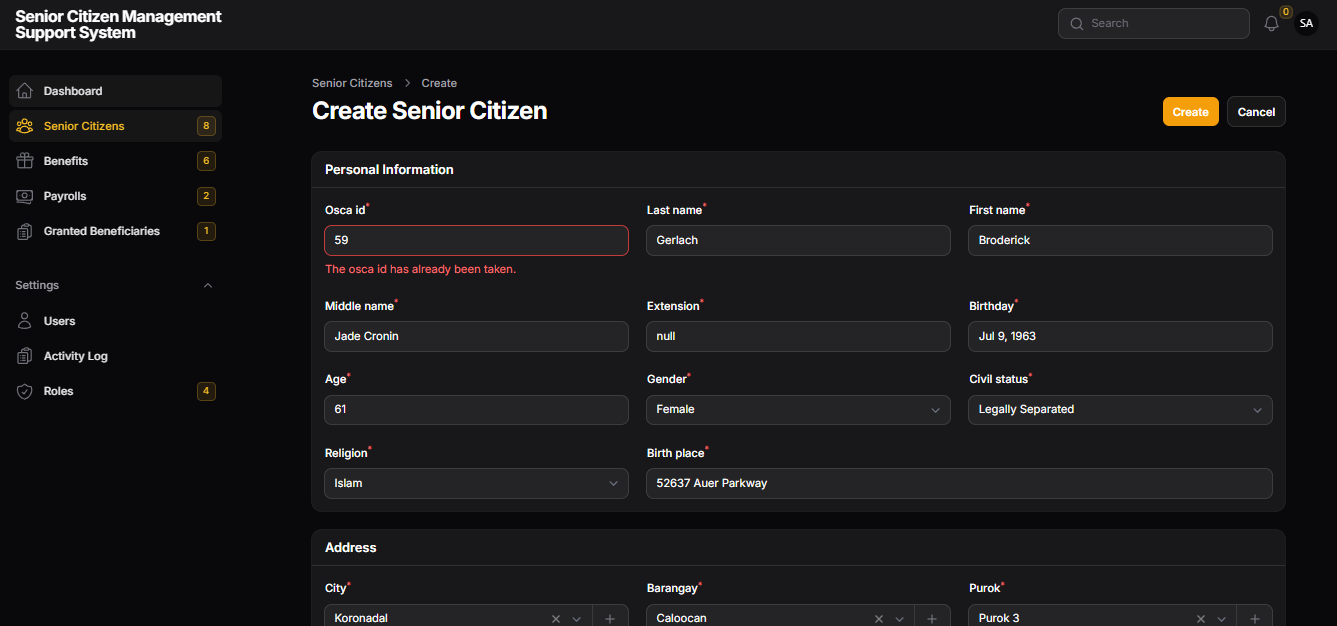 Senior Citizen Management
Support System
Search
0
SA
Dashboard
Senior Citizens 8
Benefits 6
Payrolls 2
Granted Beneficiaries 1
Settings
Users
Activity Log
Roles 4
Senior Citizens > Create
Create Senior Citizen
Create Cancel
Personal Information
Osca id* Last name* First name*
59 Gerlach Broderick
The osca id has already been taken.
Middle name* Extension* Birthday*
Jade Cronin null Jul 9, 1963
Age* Gender* Civil status*
61 Female Legally Separated
Religion* Birth place*
Islam 52637 Auer Parkway
Address
City* Barangay* Purok*
Koronadal Caloocan Purok 3